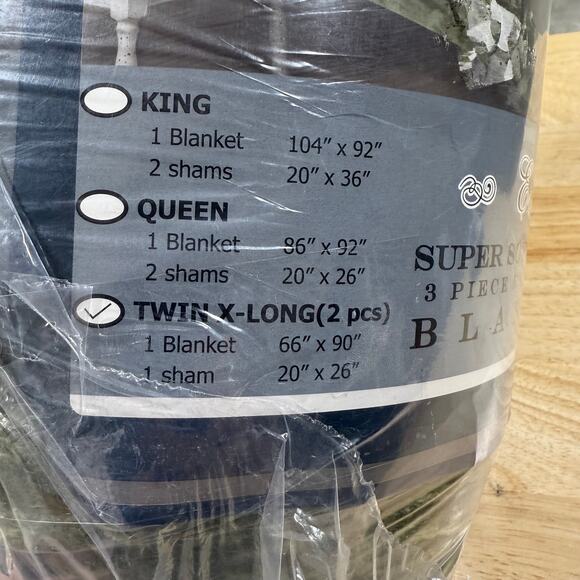 KING
1 Blanket 104" x 92"
2 shams 20" x 36"
QUEEN
1 Blanket 86" x 92"
2 shams 20" x 26"
TWIN X-LONG(2 pcs)
1 Blanket 66" x 90"
1 sham 20" x 26"
SUPER
3 PIECE